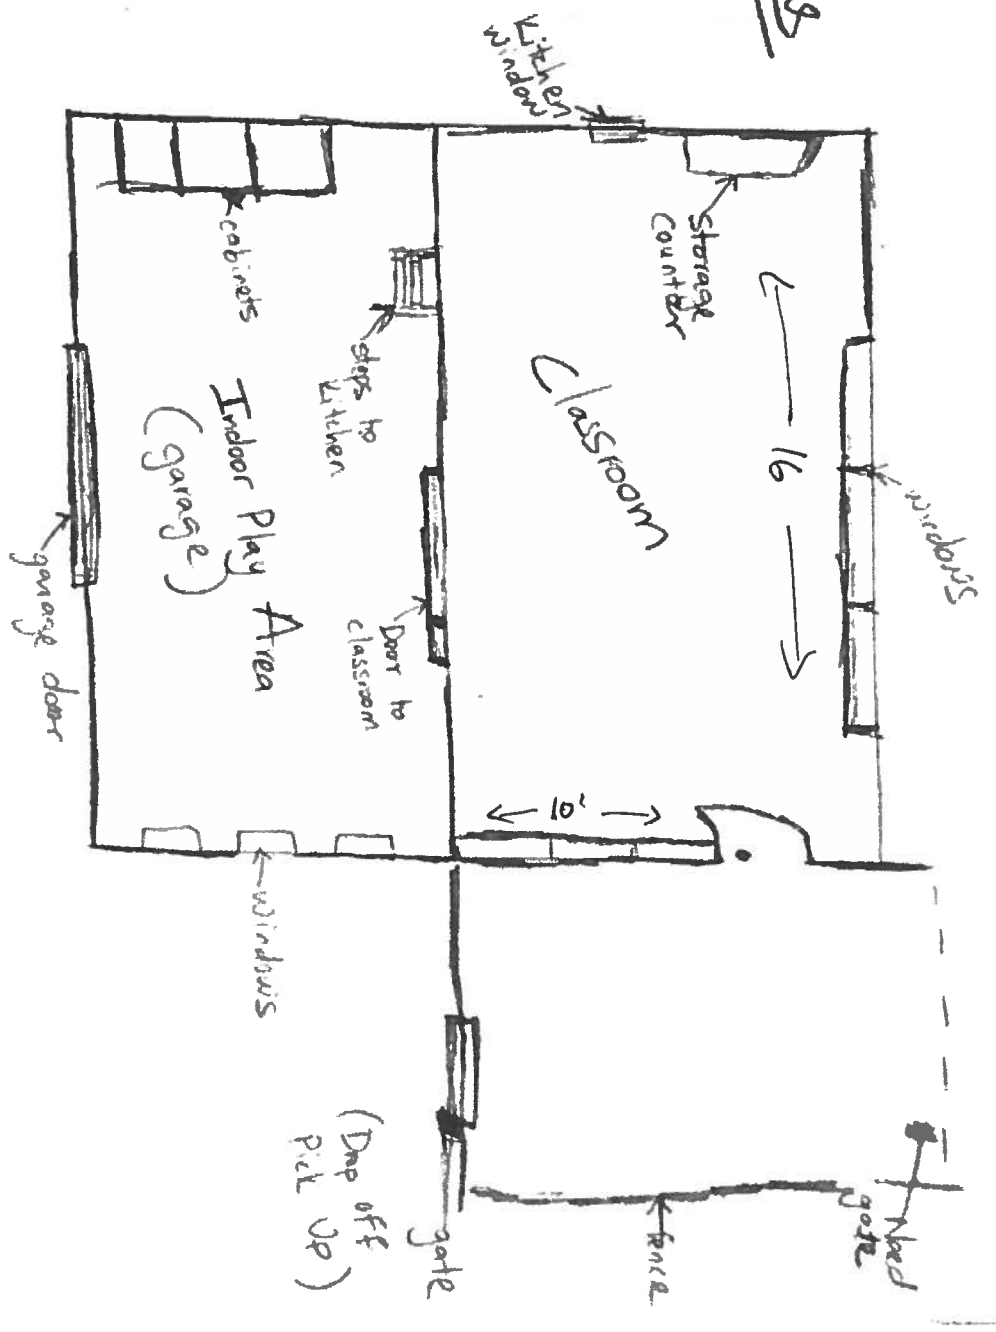 Kitchen
window
Storage
Counter
16
windows
Classroom
cabinets
steps to
kitchen
Indoor Play Area
(garage)
garage door
Door to
classroom
10'
windows
(Drop off
Pick Up)
gate
fence
Need
gate